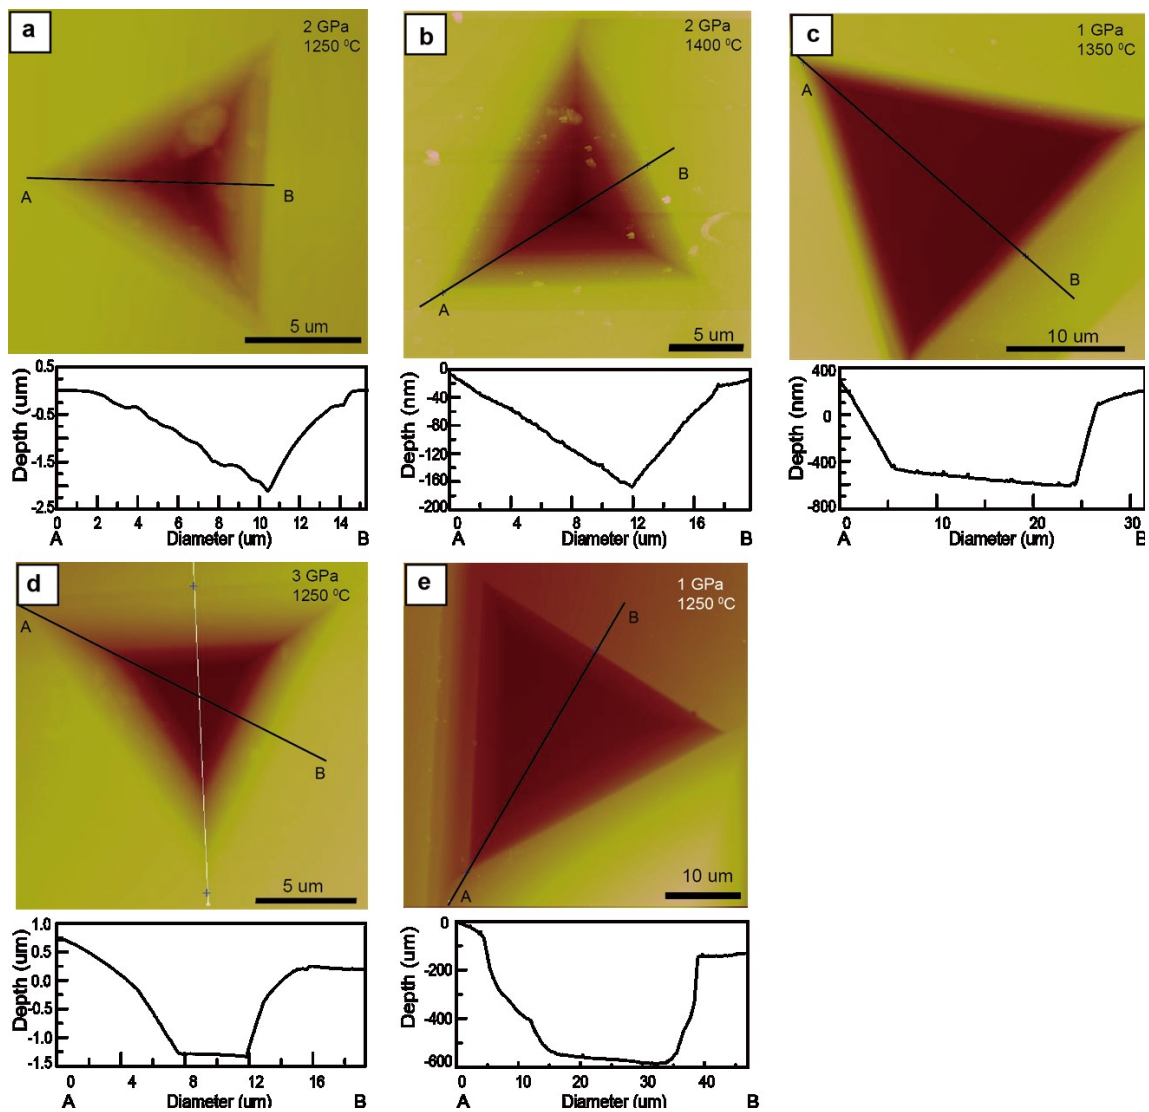 a
2 GPa
1250 ⁰C
A
B
5 um
b
2 GPa
1400 ⁰C
A
B
5 um
c
1 GPa
1350 ⁰C
A
B
10 um
Depth (um)
0.5
-0.5
-1.5
-2.5
0 2 4 6 8 10 12 14
A Diameter (um) B
Depth (nm)
0
-40
-80
-120
-160
-200
0 4 8 12 16
A Diameter (um) B
Depth (nm)
400
0
-400
-800
0 10 20 30
A Diameter (um) B
d
3 GPa
1250 ⁰C
A
B
5 um
e
1 GPa
1250 ⁰C
B
A
10 um
Depth (um)
1.0
0.5
0.0
-0.5
-1.0
-1.5
0 4 8 12 16
A Diameter (um) B
Depth (um)
0
-200
-400
-600
0 10 20 30 40
A Diameter (um) B